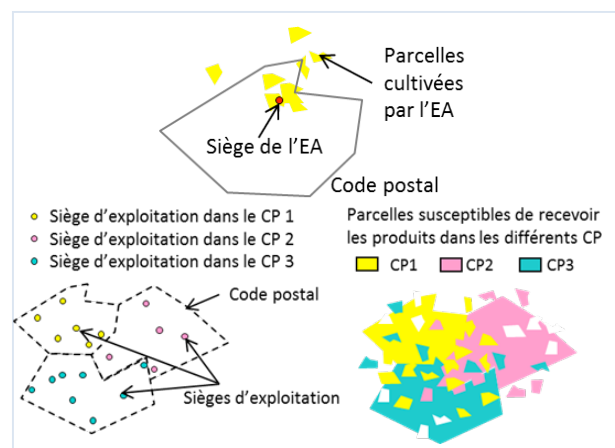 Parcelles
cultivées
par l’EA
Siège de l’EA
Code postal
Siège d’exploitation dans le CP 1
Siège d’exploitation dans le CP 2
Siège d’exploitation dans le CP 3
Parcelles susceptibles de recevoir
les produits dans les différents CP
CP1 CP2 CP3
Code postal
Sièges d’exploitation